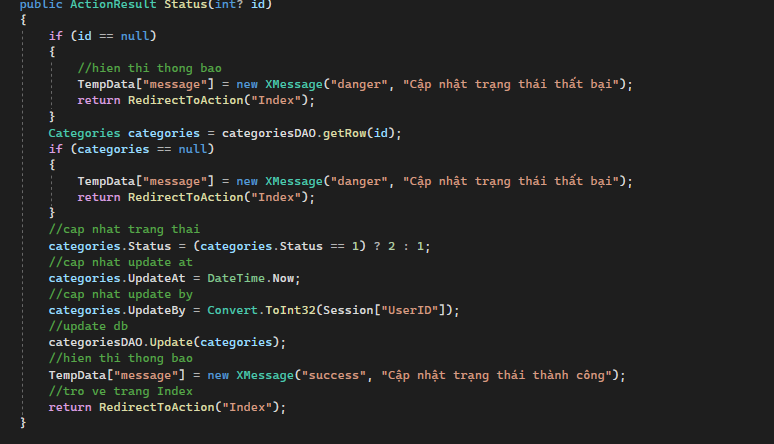 public ActionResult Status(int? id)
{
if (id == null)
{
//hien thi thong bao
TempData["message"] = new XMessage("danger", "Cập nhật trạng thái thất bại");
return RedirectToAction("Index");
}
Categories categories = categoriesDAO.getRow(id);
if (categories == null)
{
TempData["message"] = new XMessage("danger", "Cập nhật trạng thái thất bại");
return RedirectToAction("Index");
}
//cap nhat trang thai
categories.Status = (categories.Status == 1) ? 2 : 1;
//cap nhat update at
categories.UpdateAt = DateTime.Now;
//cap nhat update by
categories.UpdateBy = Convert.ToInt32(Session["UserID"]);
//update db
categoriesDAO.Update(categories);
//hien thi thong bao
TempData["message"] = new XMessage("success", "Cập nhật trạng thái thành công");
//tro ve trang Index
return RedirectToAction("Index");
}